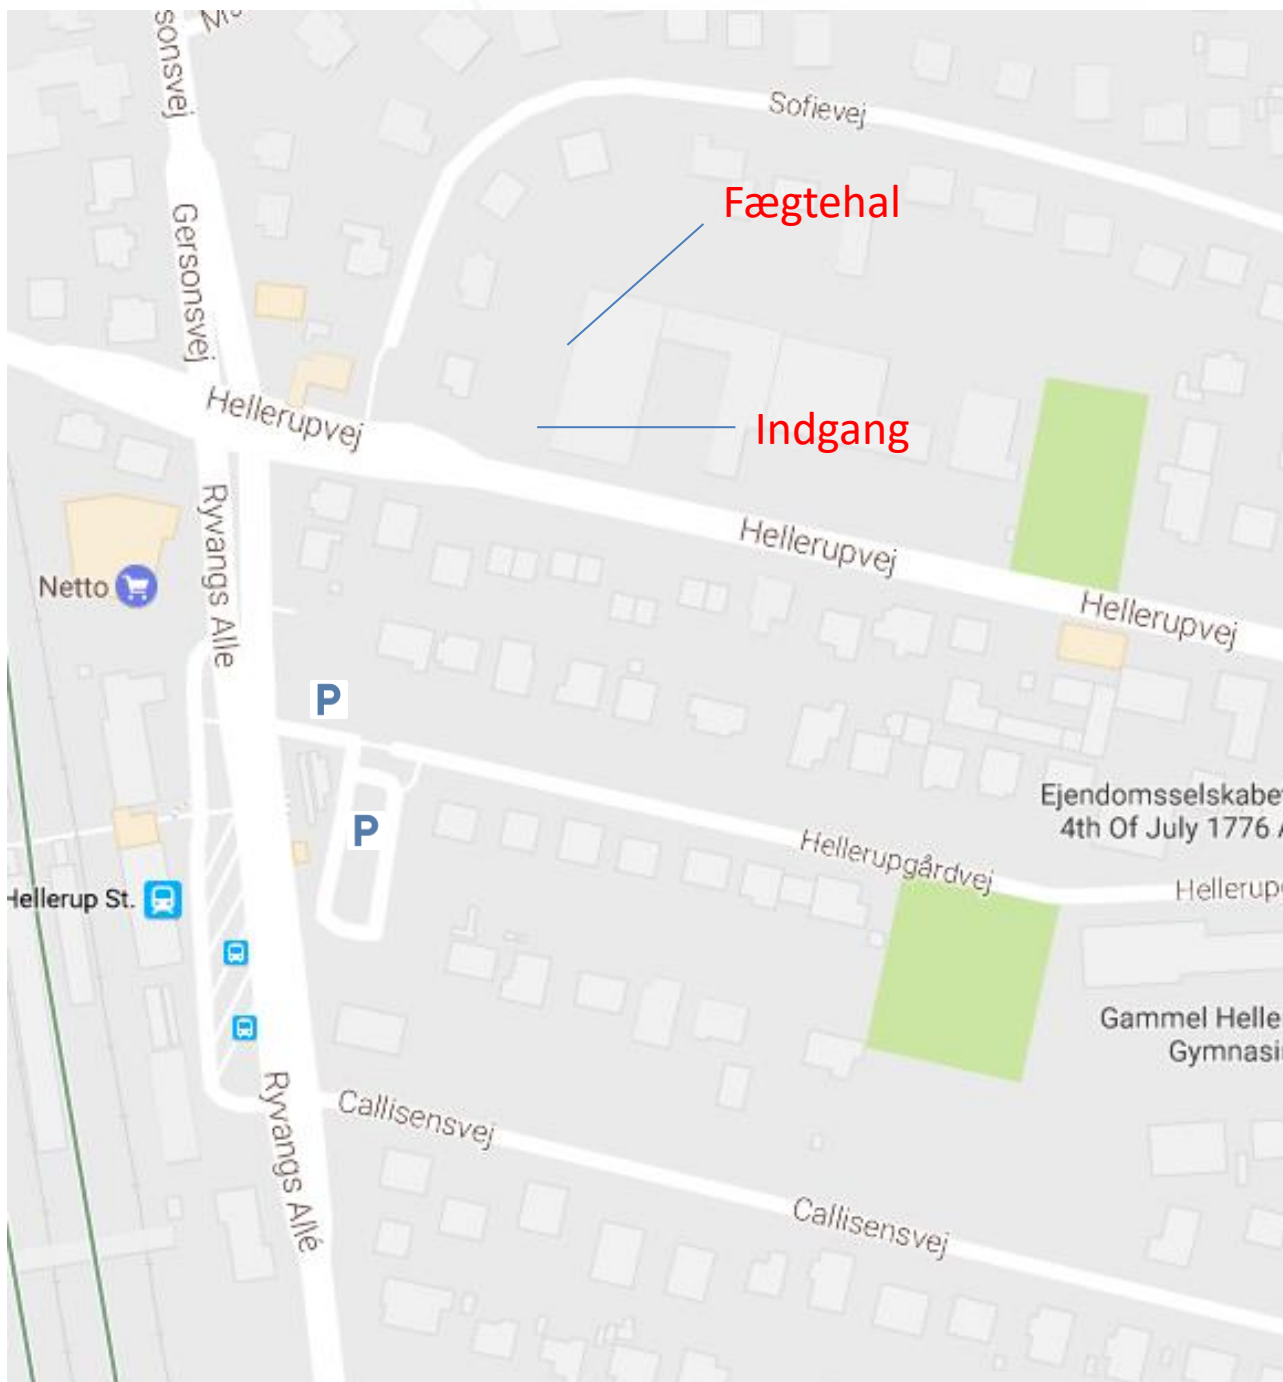 sonsvej
Sofievej
Fægtehal
Gersonsvej
Hellerupvej
Indgang
Ryvangs Alle
Hellerupvej
Netto
Hellerupvej
P
Ejendomsselskabe
4th Of July 1776 A
P
Hellerupgårdvej
Hellerup
Hellerup St.
Gammel Helle
Gymnasi
Ryvangs Allé
Callisensvej
Callisensvej